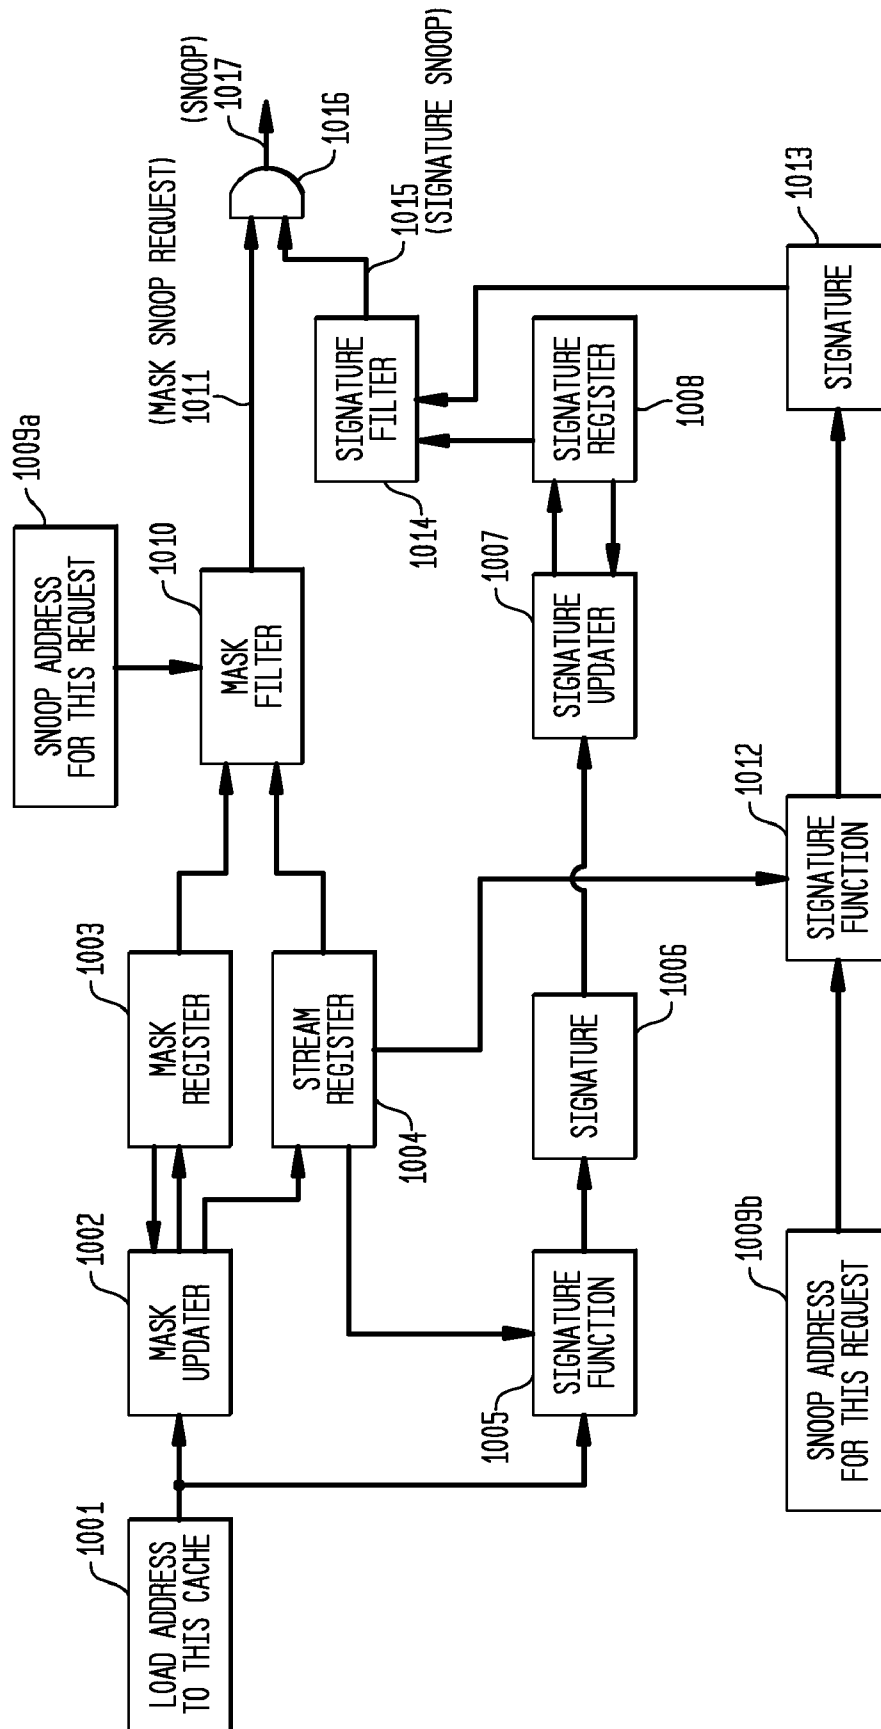 LOAD ADDRESS
TO THIS CACHE
1001
MASK
UPDATER
1002
MASK
REGISTER
1003
STREAM
REGISTER
1004
SNOOP ADDRESS
FOR THIS REQUEST
1009a
MASK
FILTER
1010
(MASK SNOOP REQUEST)
1011
(SNOOP)
1017
1016
1015
(SIGNATURE SNOOP)
SIGNATURE
FILTER
1014
SIGNATURE
FUNCTION
1005
SIGNATURE
1006
SIGNATURE
UPDATER
1007
SIGNATURE
REGISTER
1008
SNOOP ADDRESS
FOR THIS REQUEST
1009b
SIGNATURE
FUNCTION
1012
SIGNATURE
1013